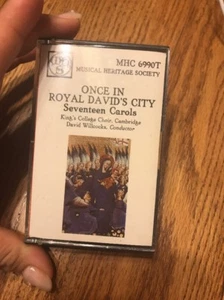 MHC 6990T
MUSICAL HERITAGE SOCIETY
ONCE IN
ROYAL DAVID'S CITY
Seventeen Carols
King's College Choir, Cambridge
David Willcocks, Conductor